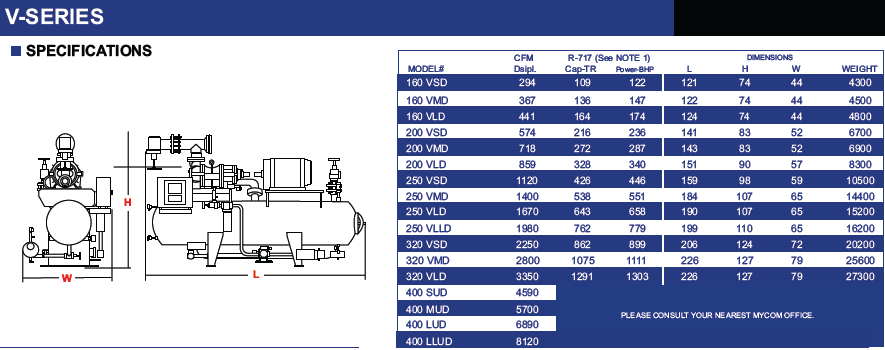 V-SERIES
SPECIFICATIONS
CFM R-717 (See NOTE 1) DIMENSIONS
MODEL# Dsipl. Cap-TR Power-BHP L H W WEIGHT
160 VSD 294 109 122 121 74 44 4300
160 VMD 367 136 147 122 74 44 4500
160 VLD 441 164 174 124 74 44 4800
200 VSD 574 216 236 141 83 52 6700
200 VMD 718 272 287 143 83 52 6900
200 VLD 859 328 340 151 90 57 8300
250 VSD 1120 426 446 159 98 59 10500
250 VMD 1400 538 551 184 107 65 14400
250 VLD 1670 643 658 190 107 65 15200
250 VLLD 1980 762 779 199 110 65 16200
320 VSD 2250 862 899 206 124 72 20200
320 VMD 2800 1075 1111 226 127 79 25600
320 VLD 3350 1291 1303 226 127 79 27300
400 SUD 4590
400 MUD 5700
PLEASE CONSULT YOUR NEAREST MYCOM OFFICE.
400 LUD 6890
400 LLUD 8120
H
W
L